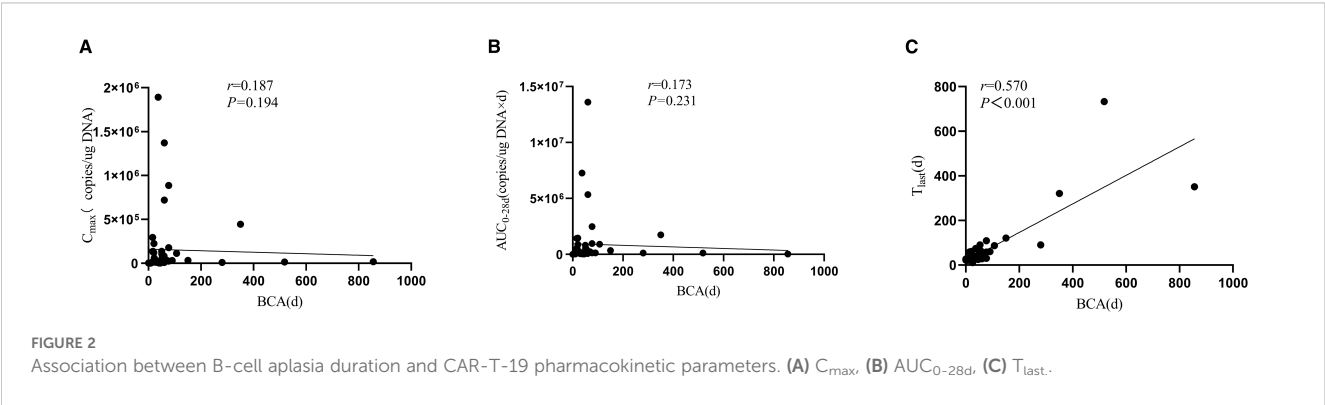 A
r=0.187
P=0.194
Cmax( copies/ug DNA)
2×10⁶
1.5×10⁶
1×10⁶
5×10⁵
0
0 200 400 600 800 1000
BCA(d)
B
r=0.173
P=0.231
AUC0-28d(copies/ug DNA×d)
1.5×10⁷
1×10⁷
5×10⁶
0
0 200 400 600 800 1000
BCA(d)
C
r=0.570
P<0.001
Tlast(d)
800
600
400
200
0
0 200 400 600 800 1000
BCA(d)
FIGURE 2
Association between B-cell aplasia duration and CAR-T-19 pharmacokinetic parameters. (A) Cmax, (B) AUC0-28d, (C) Tlast..